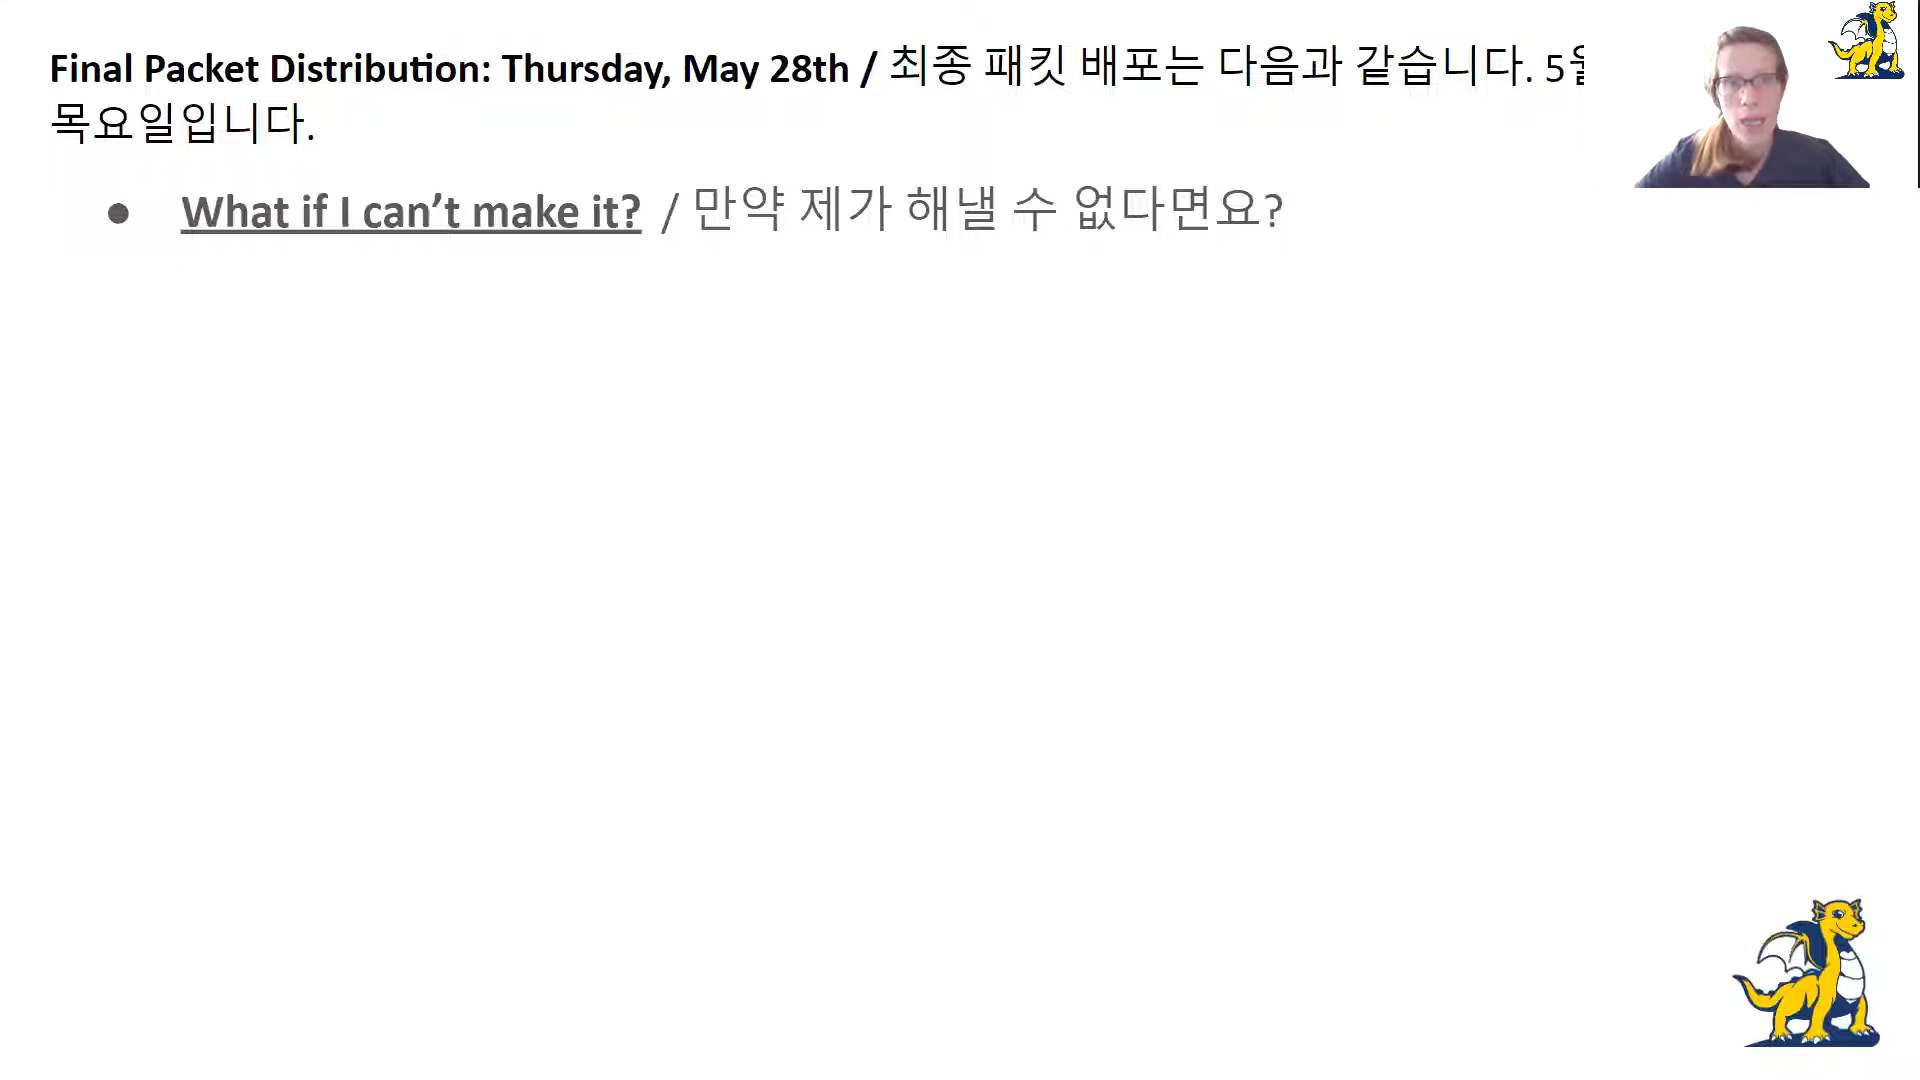 Final Packet Distribution: Thursday, May 28th / 최종 패킷 배포는 다음과 같습니다. 5
목요일입니다.
● What if I can’t make it? / 만약 제가 해낼 수 없다면요?